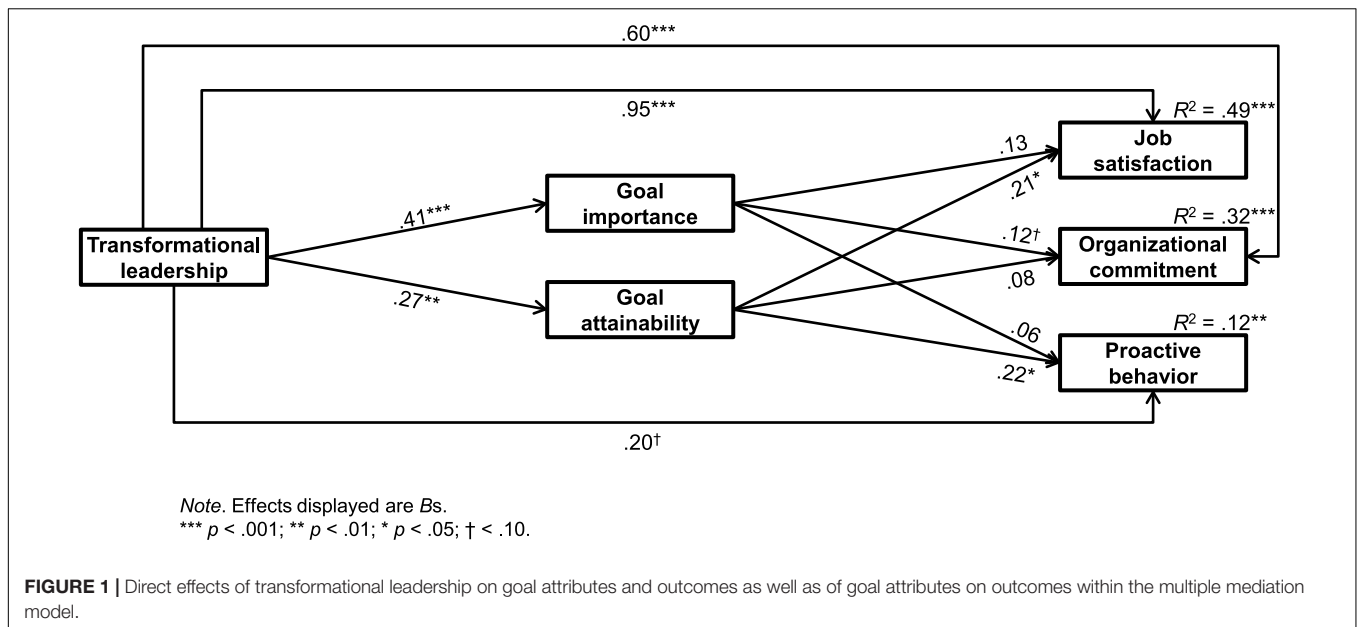 .60***
.95***
R² = .49***
Job
satisfaction
.13
.21*
Goal
importance
.41***
R² = .32***
.12†
Organizational
commitment
.08
Transformational
leadership
.27**
Goal
attainability
R² = .12**
.06
Proactive
behavior
.22*
.20†
Note. Effects displayed are Bs.
*** p < .001; ** p < .01; * p < .05; † < .10.
FIGURE 1 | Direct effects of transformational leadership on goal attributes and outcomes as well as of goal attributes on outcomes within the multiple mediation
model.